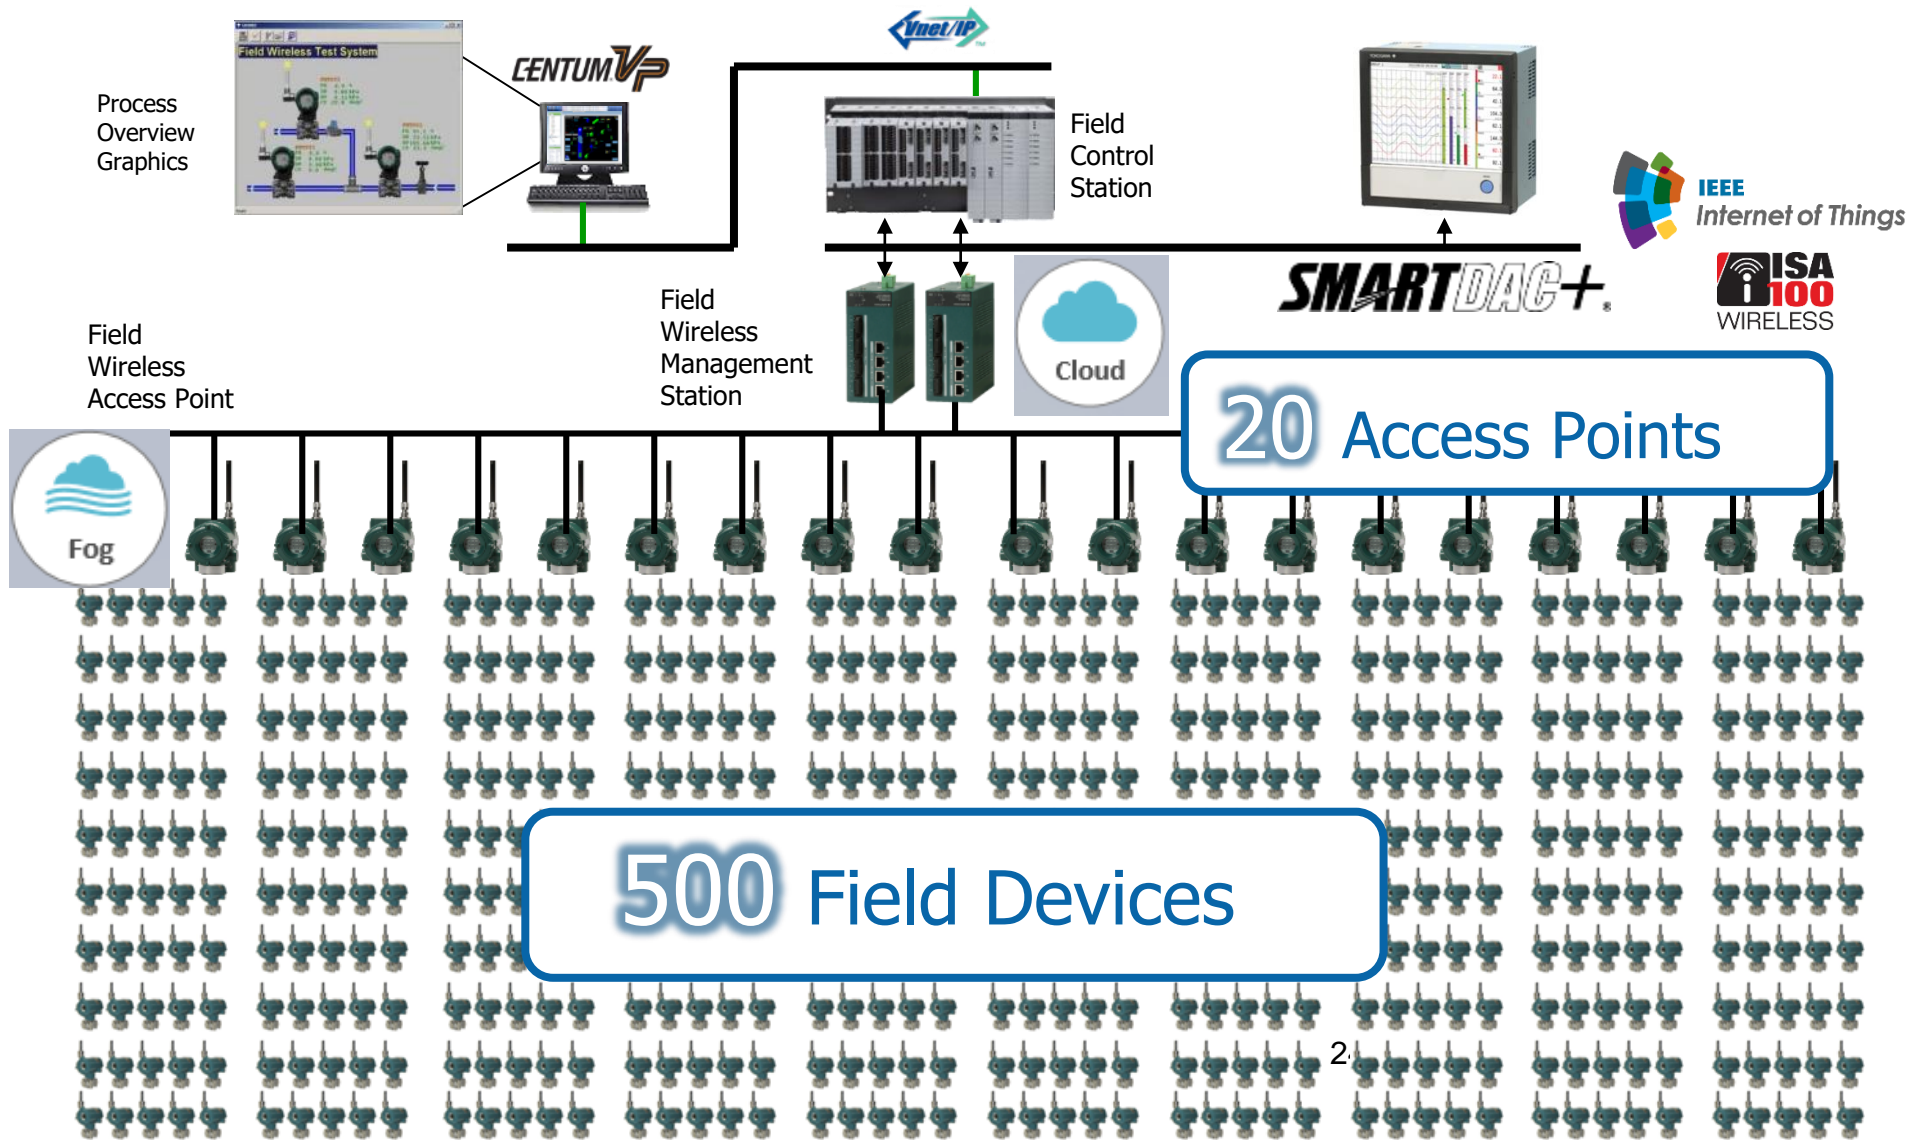 Field Wireless Test System
Process
Overview
Graphics
CENTUM VP
Vnet/IP
TM
Field
Control
Station
IEEE
Internet of Things
SMARTDAC+
®
ISA
100
WIRELESS
Field
Wireless
Management
Station
Cloud
Field
Wireless
Access Point
Fog
20 Access Points
500 Field Devices